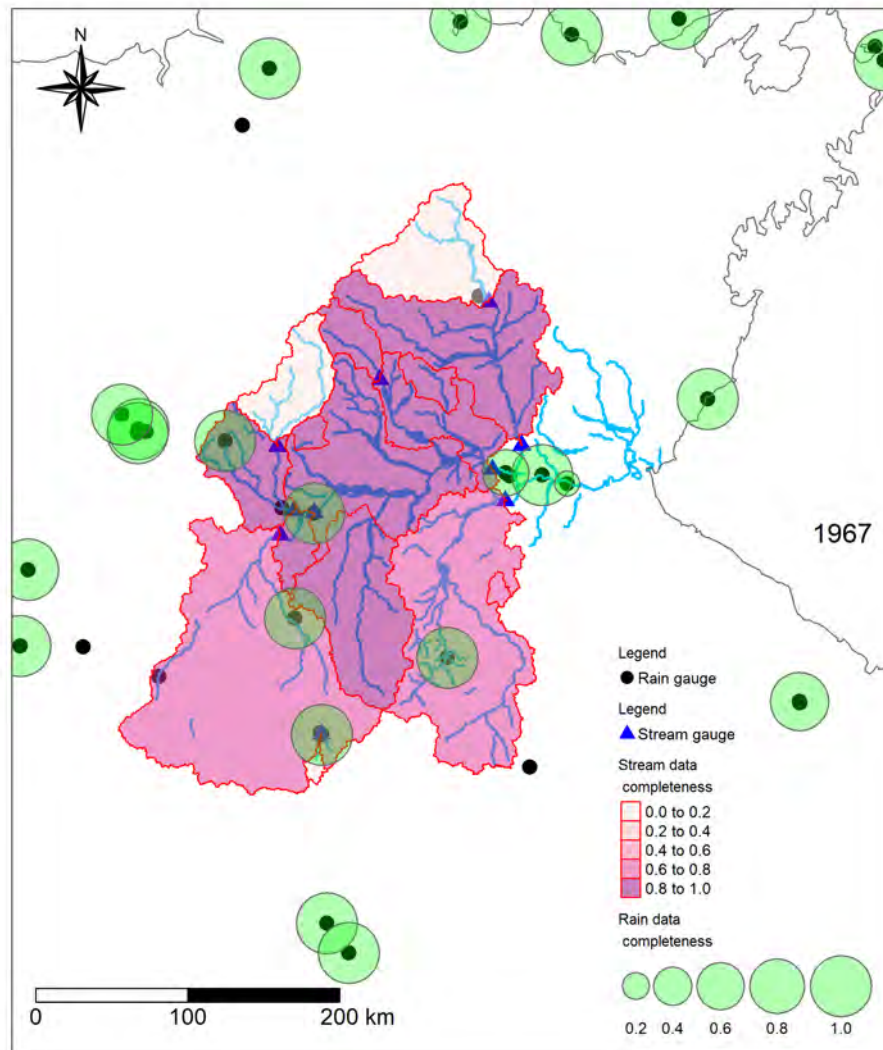 N
1967
Legend
Rain gauge
Legend
Stream gauge
Stream data
completeness
0.0 to 0.2
0.2 to 0.4
0.4 to 0.6
0.6 to 0.8
0.8 to 1.0
Rain data
completeness
0.2 0.4 0.6 0.8 1.0
0 100 200 km